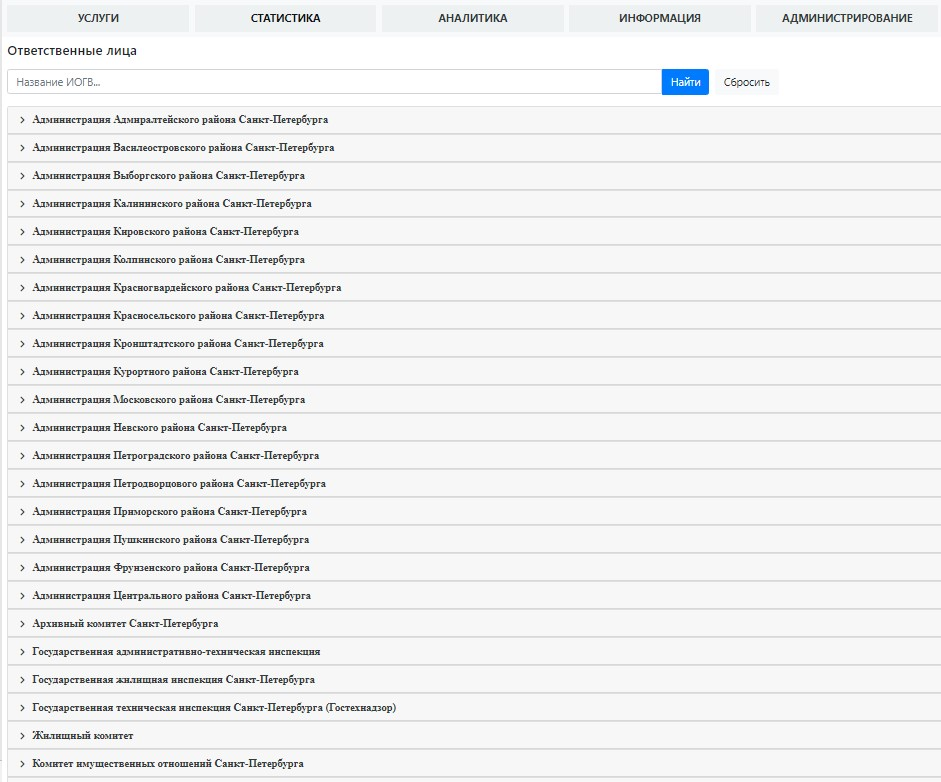 УСЛУГИ СТАТИСТИКА АНАЛИТИКА ИНФОРМАЦИЯ АДМИНИСТРИРОВАНИЕ
Ответственные лица
Название ИОГВ... Найти Сбросить
Администрация Адмиралтейского района Санкт-Петербурга
Администрация Василеостровского района Санкт-Петербурга
Администрация Выборгского района Санкт-Петербурга
Администрация Калининского района Санкт-Петербурга
Администрация Кировского района Санкт-Петербурга
Администрация Колпинского района Санкт-Петербурга
Администрация Красногвардейского района Санкт-Петербурга
Администрация Красносельского района Санкт-Петербурга
Администрация Кронштадтского района Санкт-Петербурга
Администрация Курортного района Санкт-Петербурга
Администрация Московского района Санкт-Петербурга
Администрация Невского района Санкт-Петербурга
Администрация Петроградского района Санкт-Петербурга
Администрация Петродворцового района Санкт-Петербурга
Администрация Приморского района Санкт-Петербурга
Администрация Пушкинского района Санкт-Петербурга
Администрация Фрунзенского района Санкт-Петербурга
Администрация Центрального района Санкт-Петербурга
Архивный комитет Санкт-Петербурга
Государственная административно-техническая инспекция
Государственная жилищная инспекция Санкт-Петербурга
Государственная техническая инспекция Санкт-Петербурга (Гостехнадзор)
Жилищный комитет
Комитет имущественных отношений Санкт-Петербурга